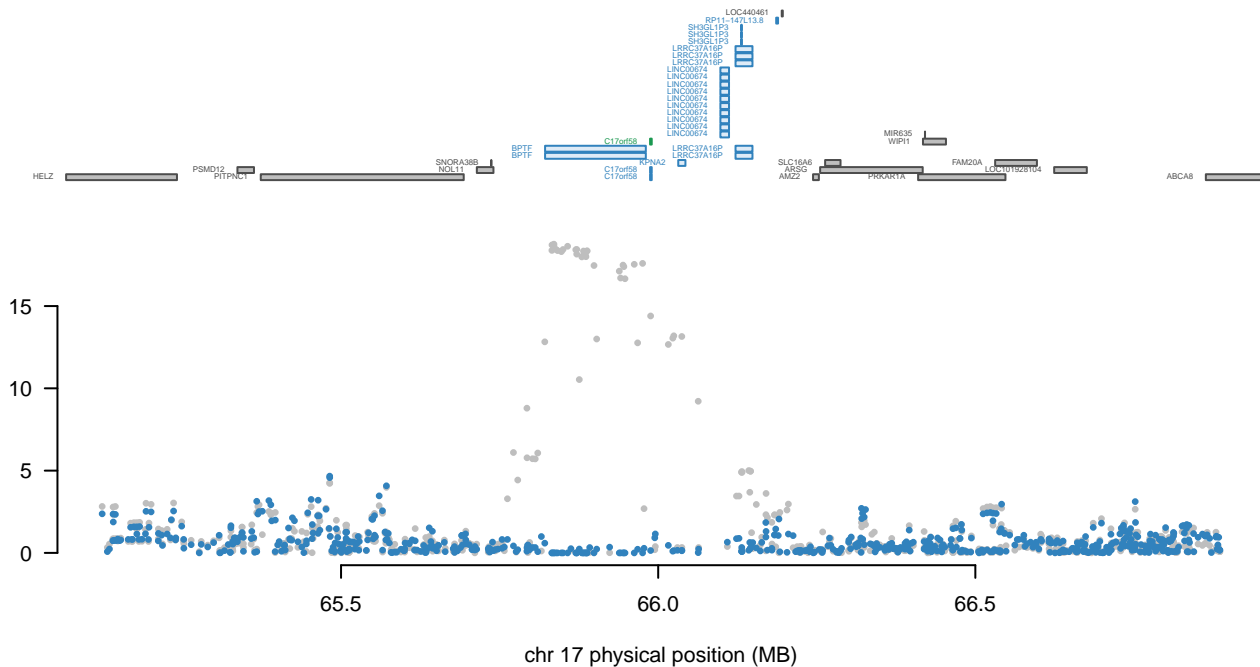 LOC440461
RP11-147L13.8
SH3GL1P3
SH3GL1P3
SH3GL1P3
LRRC37A16P
LRRC37A16P
LRRC37A16P
LINC00674
LINC00674
LINC00674
LINC00674
LINC00674
LINC00674
LINC00674
LINC00674
LINC00674
LINC00674
MIR635
C17orf58 WIPI1
BPTF LRRC37A16P
BPTF LRRC37A16P
SNORA38B KPNA2 SLC16A6 FAM20A
PSMD12 NOL11 C17orf58 ARSG LOC101928104
HELZ PITPNC1 C17orf58 AMZ2 PRKAR1A ABCA8
15
10
5
0
65.5 66.0 66.5
chr 17 physical position (MB)